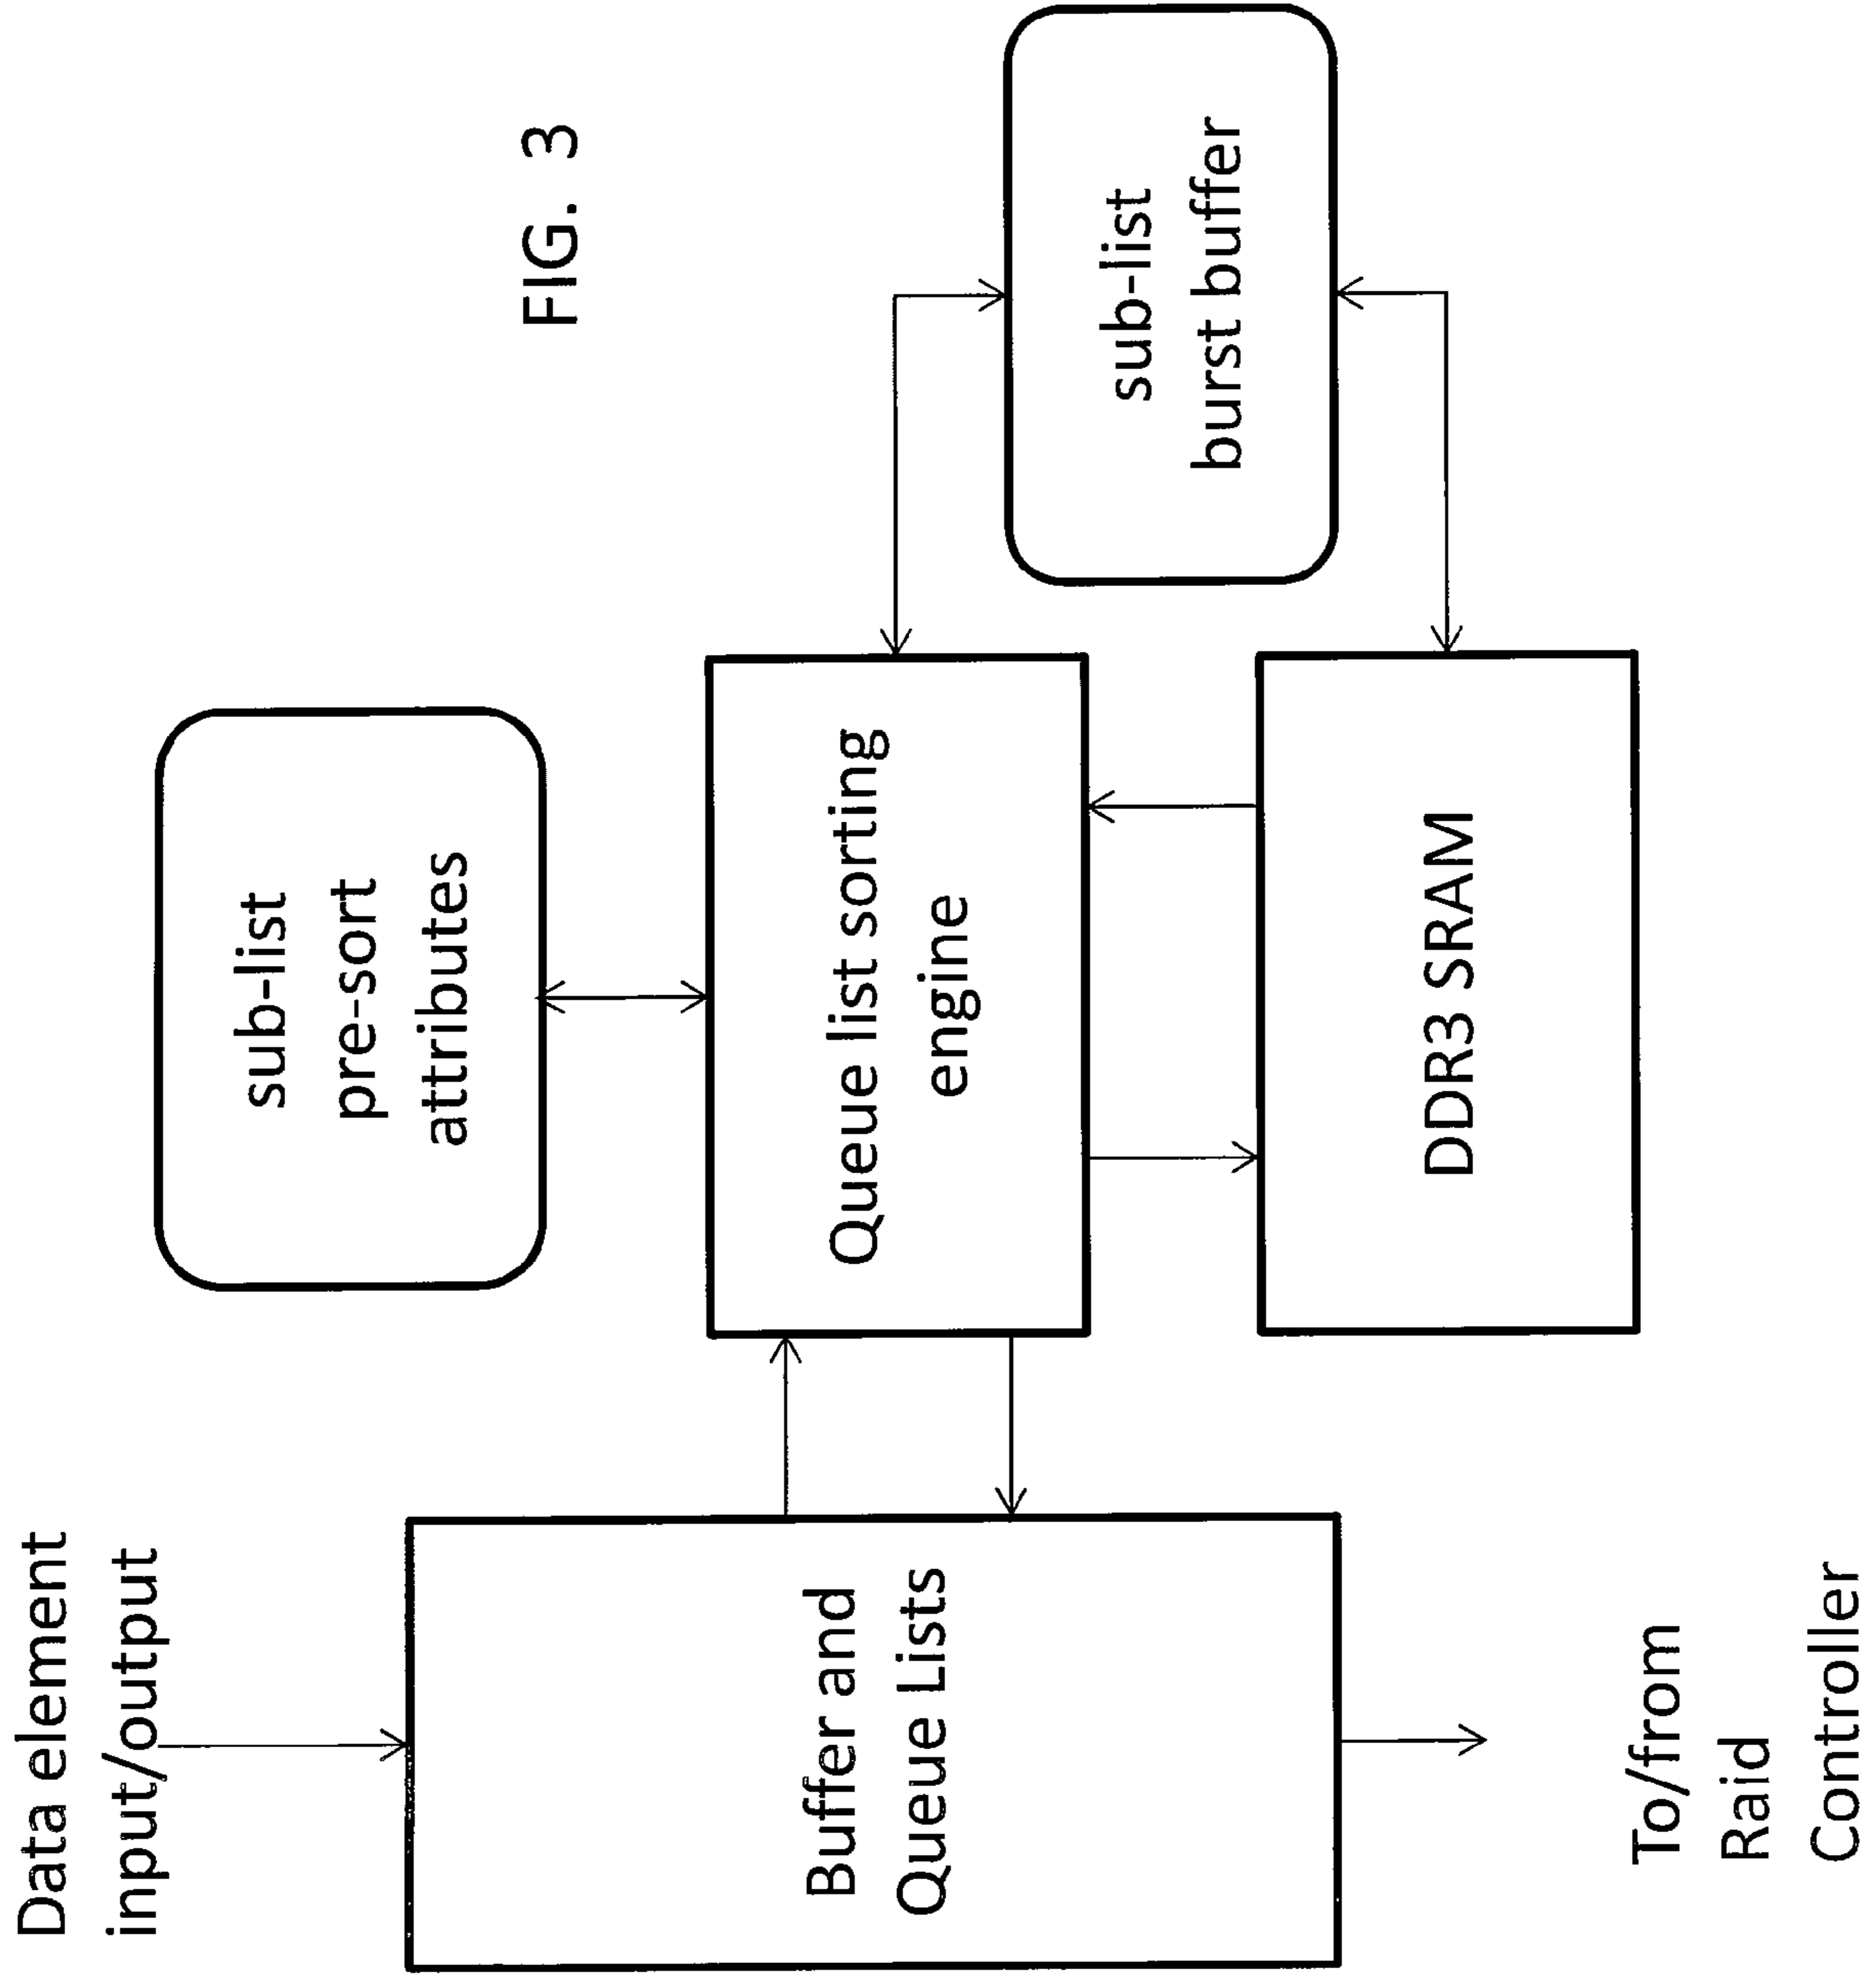 Data element
input/output
Buffer and
Queue Lists
To/from
Raid
Controller
sub-list
pre-sort
attributes
Queue list sorting
engine
DDR3 SRAM
FIG. 3
sub-list
burst buffer